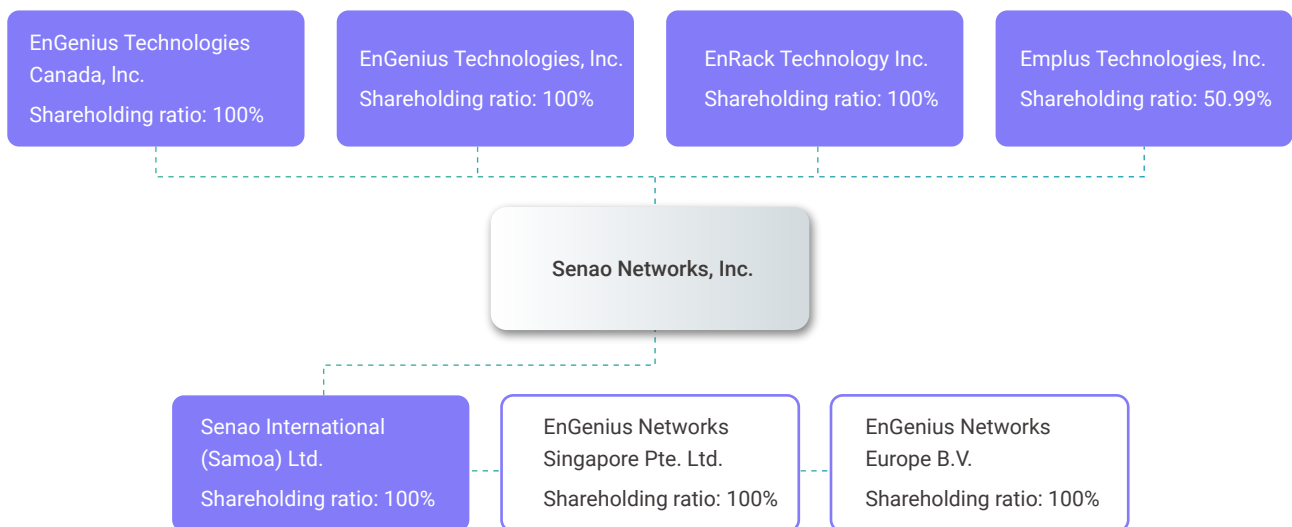 EnGenius Technologies
Canada, Inc.
Shareholding ratio: 100%
EnGenius Technologies, Inc.
Shareholding ratio: 100%
EnRack Technology Inc.
Shareholding ratio: 100%
Emplus Technologies, Inc.
Shareholding ratio: 50.99%
Senao Networks, Inc.
Senao International
(Samoa) Ltd.
Shareholding ratio: 100%
EnGenius Networks
Singapore Pte. Ltd.
Shareholding ratio: 100%
EnGenius Networks
Europe B.V.
Shareholding ratio: 100%